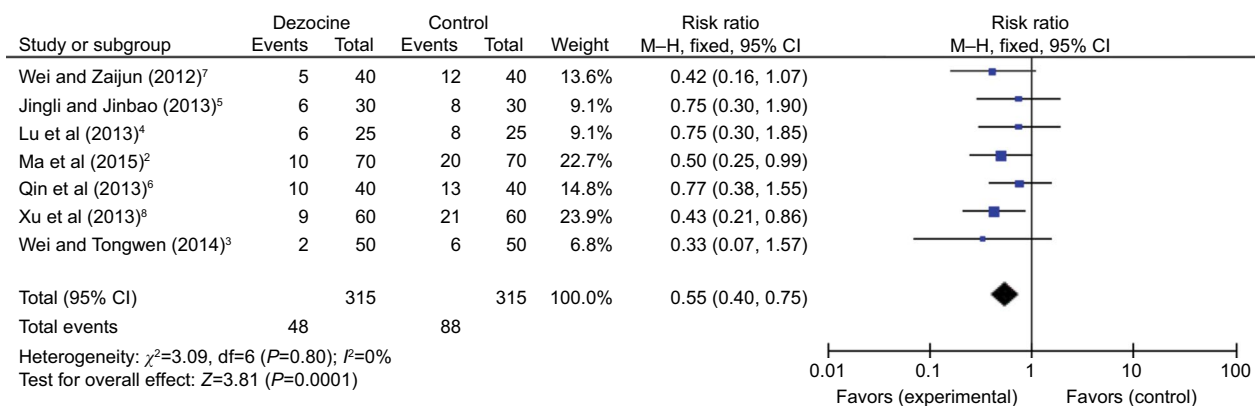 Dezocine Control Risk ratio Risk ratio
Study or subgroup Events Total Events Total Weight M–H, fixed, 95% CI M–H, fixed, 95% CI
Wei and Zaijun (2012)⁷ 5 40 12 40 13.6% 0.42 (0.16, 1.07)
Jingli and Jinbao (2013)⁵ 6 30 8 30 9.1% 0.75 (0.30, 1.90)
Lu et al (2013)⁴ 6 25 8 25 9.1% 0.75 (0.30, 1.85)
Ma et al (2015)² 10 70 20 70 22.7% 0.50 (0.25, 0.99)
Qin et al (2013)⁶ 10 40 13 40 14.8% 0.77 (0.38, 1.55)
Xu et al (2013)⁸ 9 60 21 60 23.9% 0.43 (0.21, 0.86)
Wei and Tongwen (2014)³ 2 50 6 50 6.8% 0.33 (0.07, 1.57)
Total (95% CI) 315 315 100.0% 0.55 (0.40, 0.75)
Total events 48 88
Heterogeneity: χ²=3.09, df=6 (P=0.80); I²=0%
Test for overall effect: Z=3.81 (P=0.0001)
0.01 0.1 1 10 100
Favors (experimental) Favors (control)